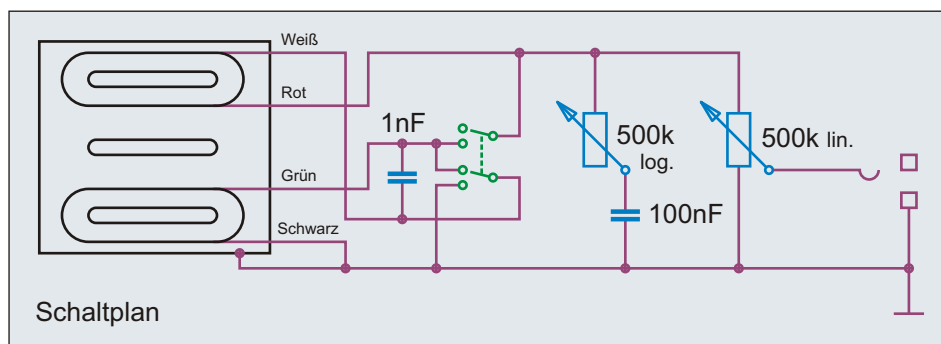 Weiß
Rot
1nF
500k
log.
500k lin.
Grün
100nF
Schwarz
Schaltplan